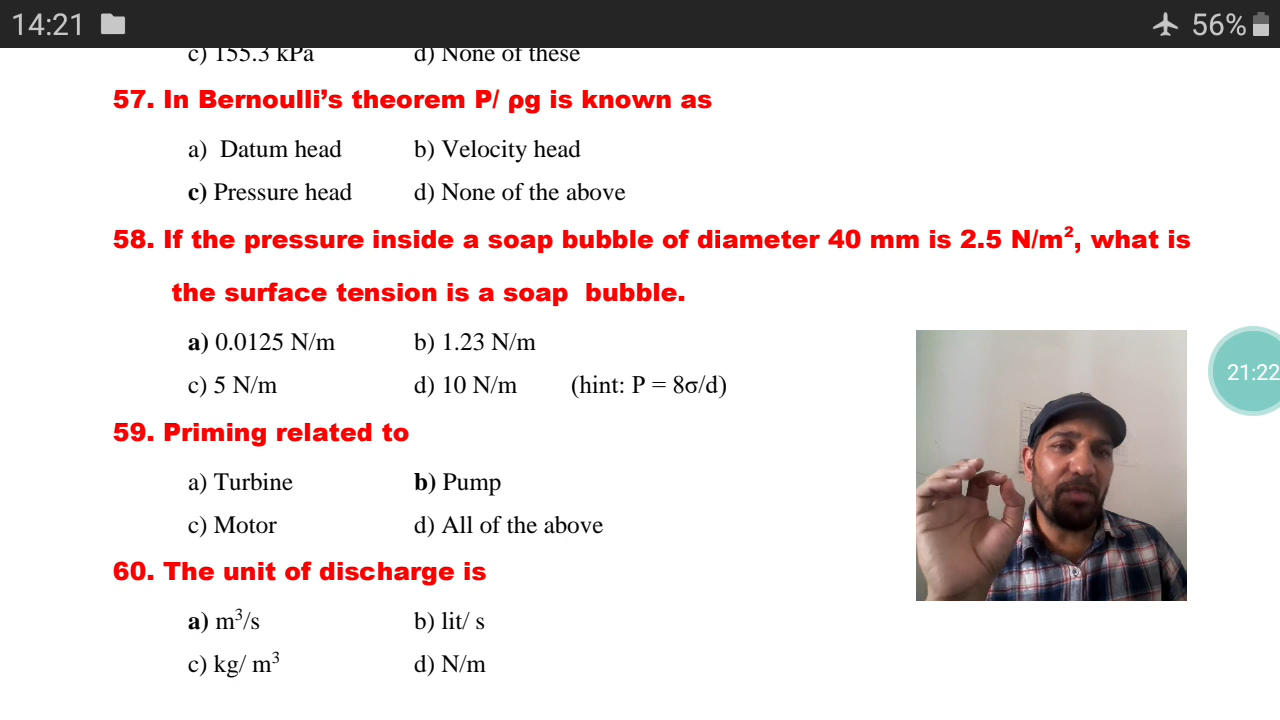 14:21 56%
c) 155.3 kPa d) None of these
57. In Bernoulli's theorem P/ ρg is known as
a) Datum head b) Velocity head
c) Pressure head d) None of the above
58. If the pressure inside a soap bubble of diameter 40 mm is 2.5 N/m², what is
the surface tension is a soap bubble.
a) 0.0125 N/m b) 1.23 N/m
c) 5 N/m d) 10 N/m (hint: P = 8σ/d)
21:22
59. Priming related to
a) Turbine b) Pump
c) Motor d) All of the above
60. The unit of discharge is
a) m³/s b) lit/ s
c) kg/ m³ d) N/m